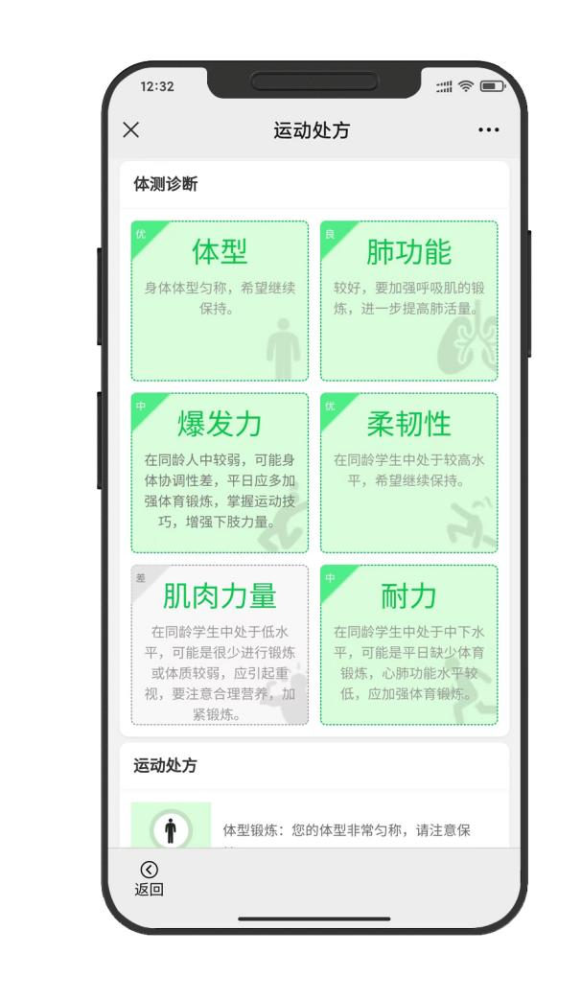 12:32
运动处方
体测诊断
优
体型
身体体型匀称，希望继续
保持。
良
肺功能
较好，要加强呼吸肌的锻
炼，进一步提高肺活量。
中
爆发力
在同龄人中较弱，可能身
体协调性差，平日应多加
强体育锻炼，掌握运动技
巧，增强下肢力量。
优
柔韧性
在同龄学生中处于较高水
平，希望继续保持。
差
肌肉力量
在同龄学生中处于低水
平，可能是很少进行锻炼
或体质较弱，应引起重
视，要注意合理营养，加
紧锻炼。
中
耐力
在同龄学生中处于中下水
平，可能是平日缺少体育
锻炼，心肺功能水平较
低，应加强体育锻炼。
运动处方
体型锻炼：您的体型非常匀称，请注意保
返回